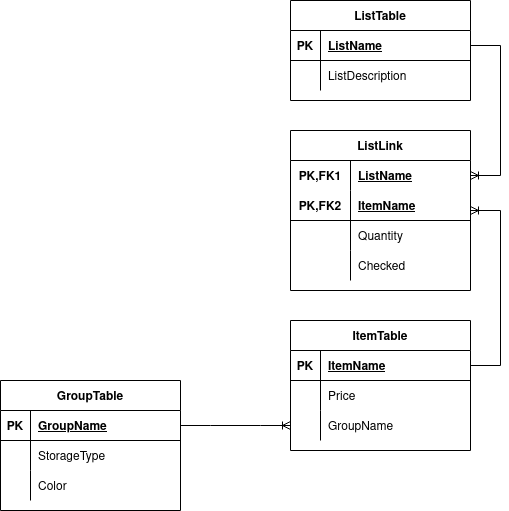 ListTable
PK ListName
ListDescription
ListLink
PK,FK1 ListName
PK,FK2 ItemName
Quantity
Checked
ItemTable
PK ItemName
Price
GroupName
GroupTable
PK GroupName
StorageType
Color